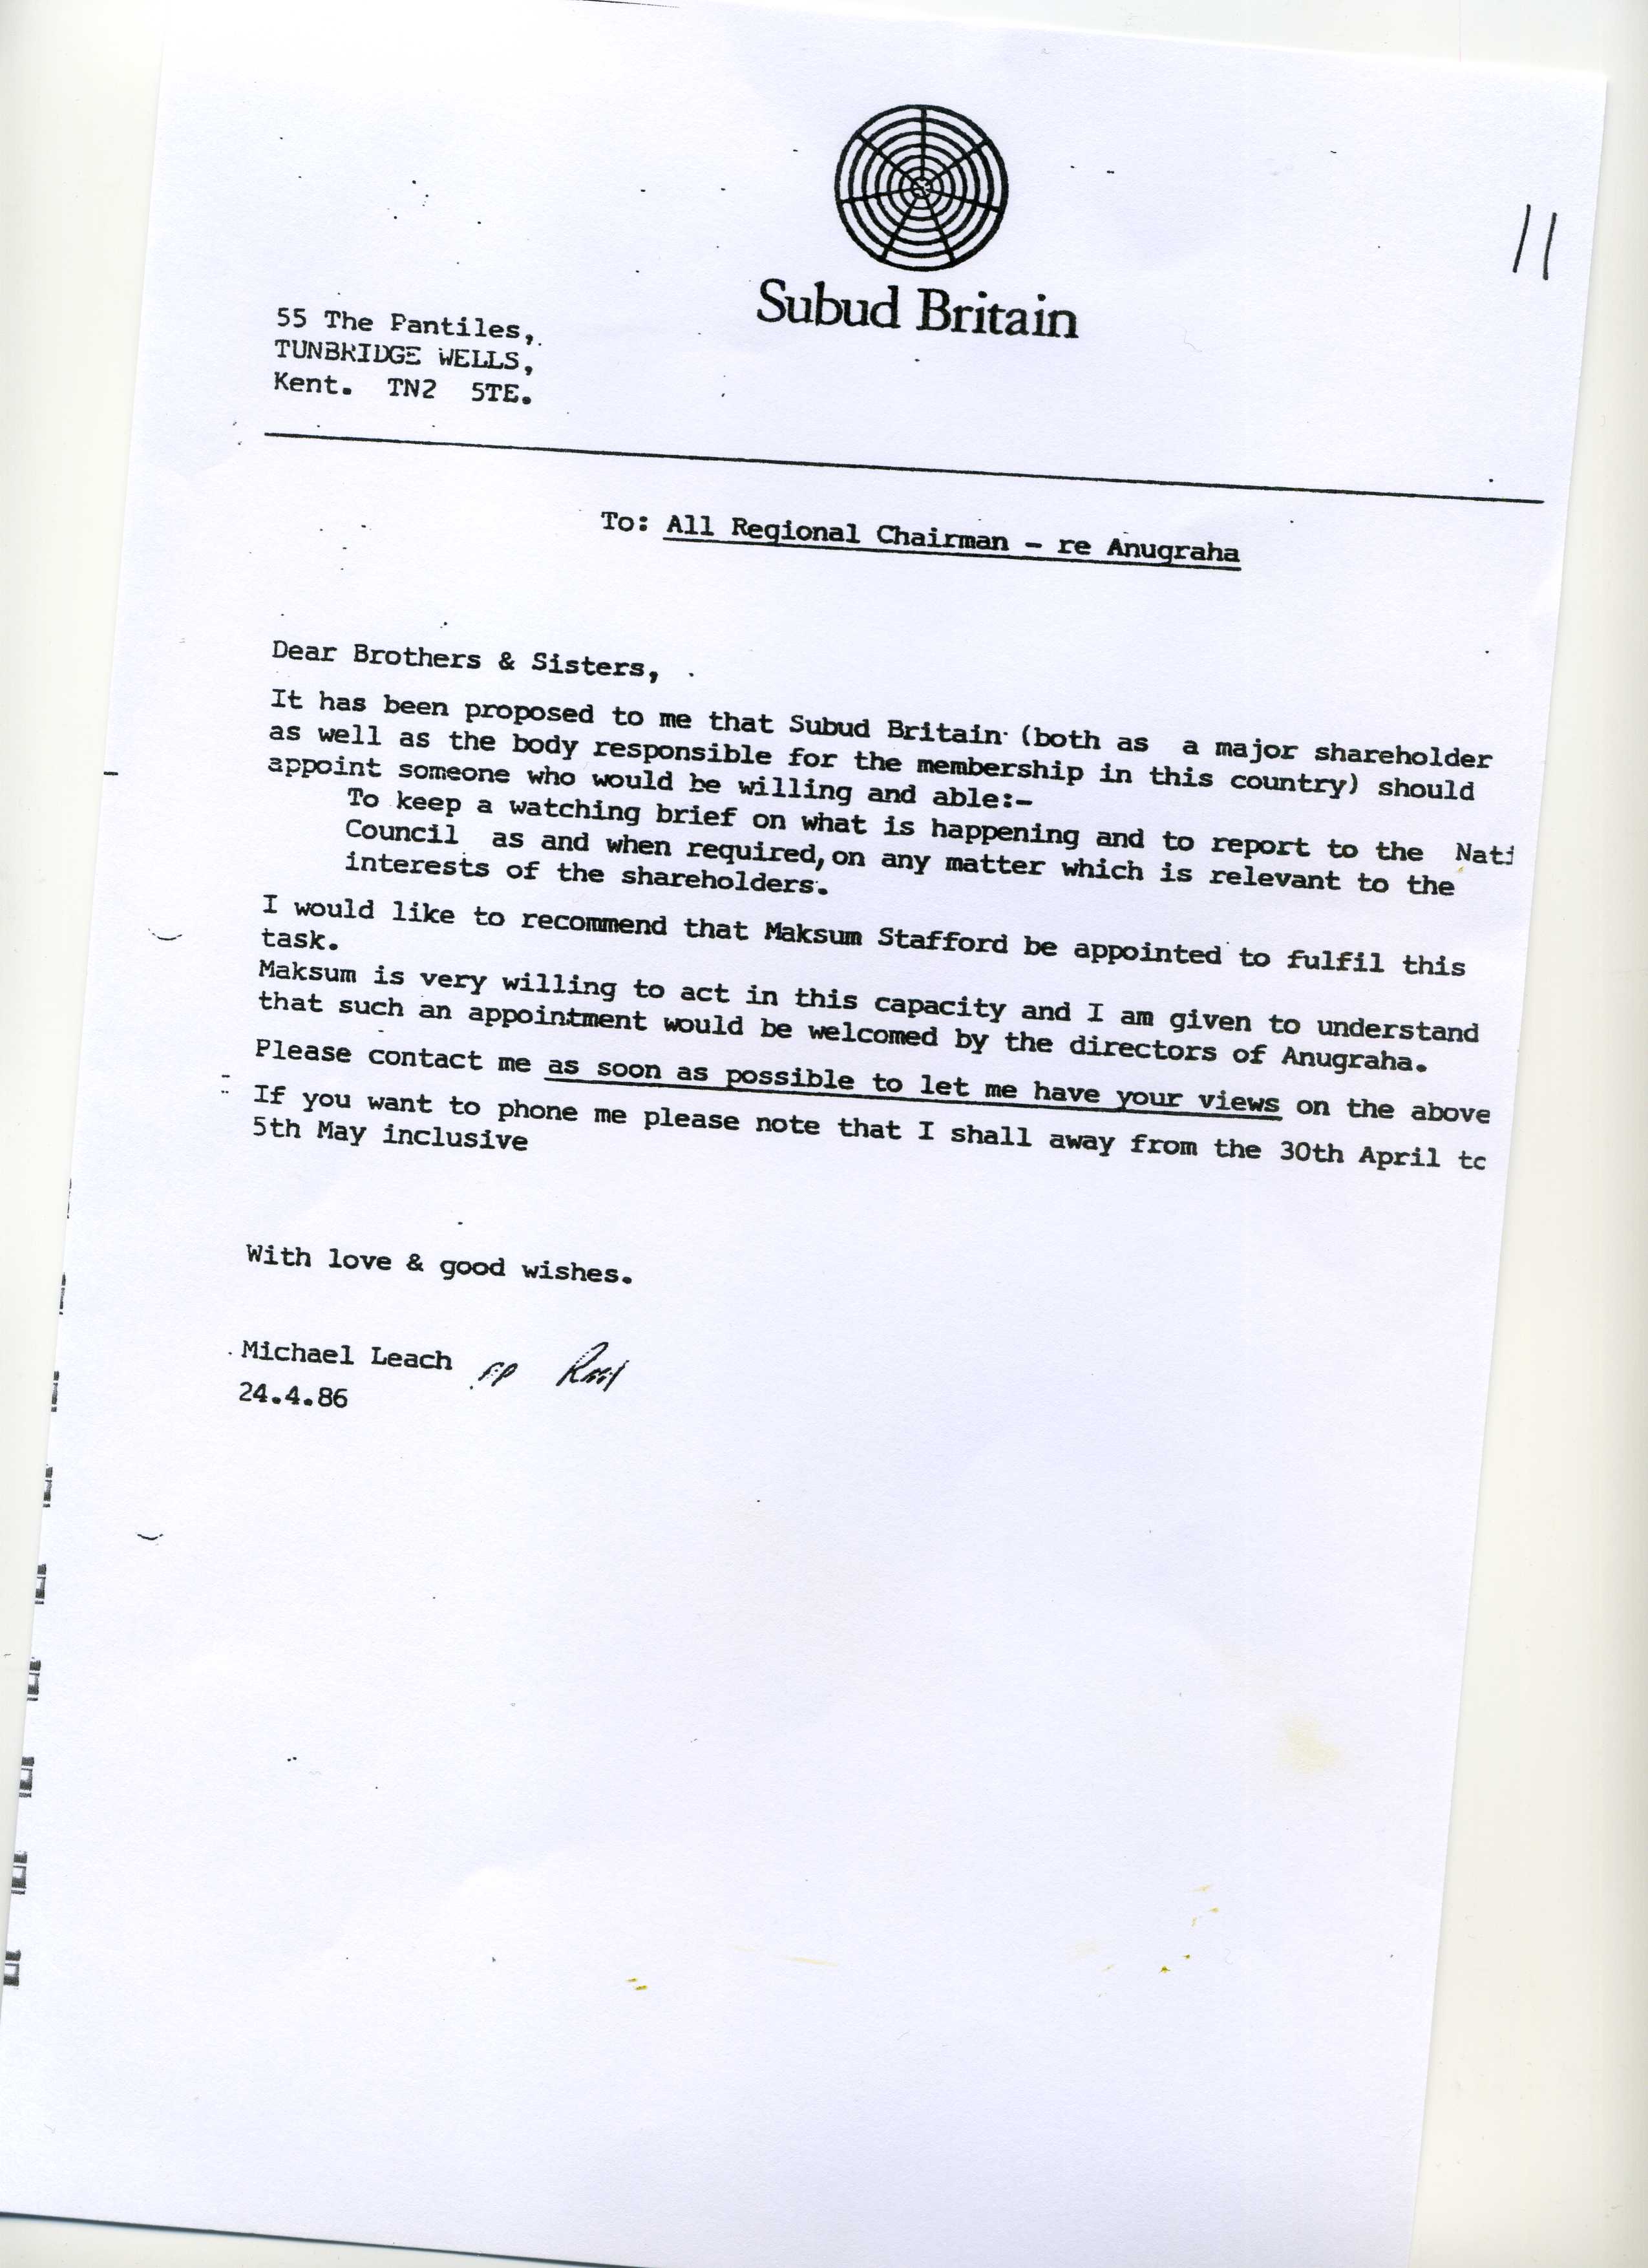 11
Subud Britain
55 The Pantiles,
TUNBRIDGE WELLS,
Kent. TN2 5TE.
To: All Regional Chairman - re Anugraha
Dear Brothers & Sisters,
It has been proposed to me that Subud Britain (both as a major shareholder
as well as the body responsible for the membership in this country) should
appoint someone who would be willing and able:-
To keep a watching brief on what is happening and to report to the Nati
Council as and when required, on any matter which is relevant to the
interests of the shareholders.
I would like to recommend that Maksum Stafford be appointed to fulfil this
task.
Maksum is very willing to act in this capacity and I am given to understand
that such an appointment would be welcomed by the directors of Anugraha.
Please contact me as soon as possible to let me have your views on the above
If you want to phone me please note that I shall away from the 30th April to
5th May inclusive
With love & good wishes.
Michael Leach pp
24.4.86